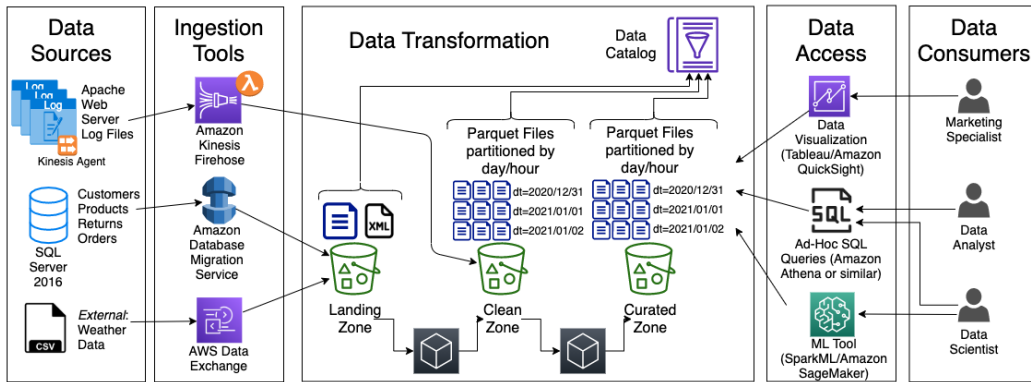 Data
Sources
Log
Log
Log
Apache
Web
Server
Log Files
Kinesis Agent
Customers
Products
Returns
Orders
SQL
Server
2016
External:
Weather
Data
CSV
Ingestion
Tools
λ
Amazon
Kinesis
Firehose
Amazon
Database
Migration
Service
AWS Data
Exchange
Data Transformation
Data
Catalog
Parquet Files
partitioned by
day/hour
dt=2020/12/31
dt=2021/01/01
dt=2021/01/02
Parquet Files
partitioned by
day/hour
dt=2020/12/31
dt=2021/01/01
dt=2021/01/02
XML
Landing
Zone
Clean
Zone
Curated
Zone
Data
Access
Data
Visualization
(Tableau/Amazon
QuickSight)
SQL
Ad-Hoc SQL
Queries (Amazon
Athena or similar)
ML Tool
(SparkML/Amazon
SageMaker)
Data
Consumers
Marketing
Specialist
Data
Analyst
Data
Scientist